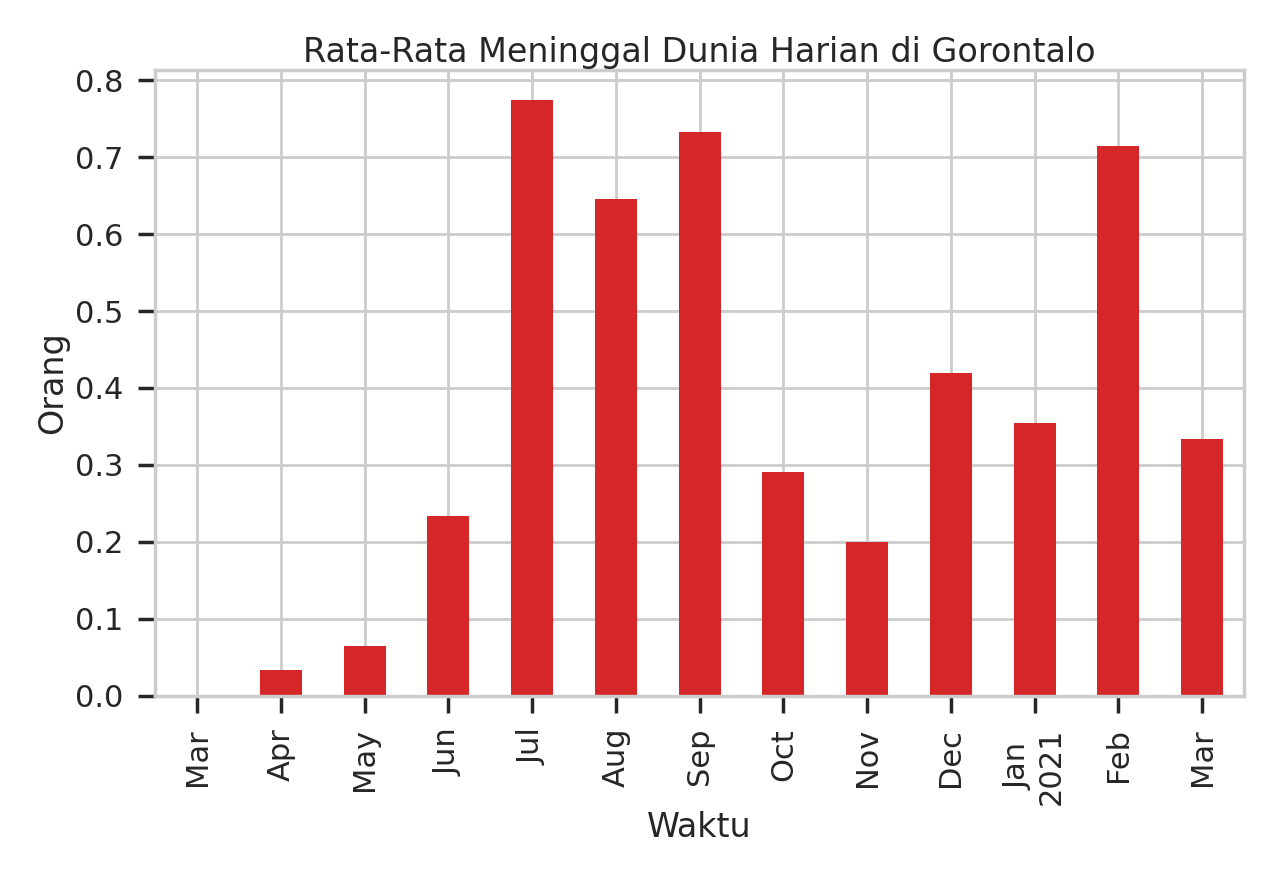 Rata-Rata Meninggal Dunia Harian di Gorontalo
0.8
0.7
0.6
0.5
0.4
0.3
0.2
0.1
0.0
Orang
Mar
Apr
May
Jun
Jul
Aug
Sep
Oct
Nov
Dec
Jan
2021
Feb
Mar
Waktu